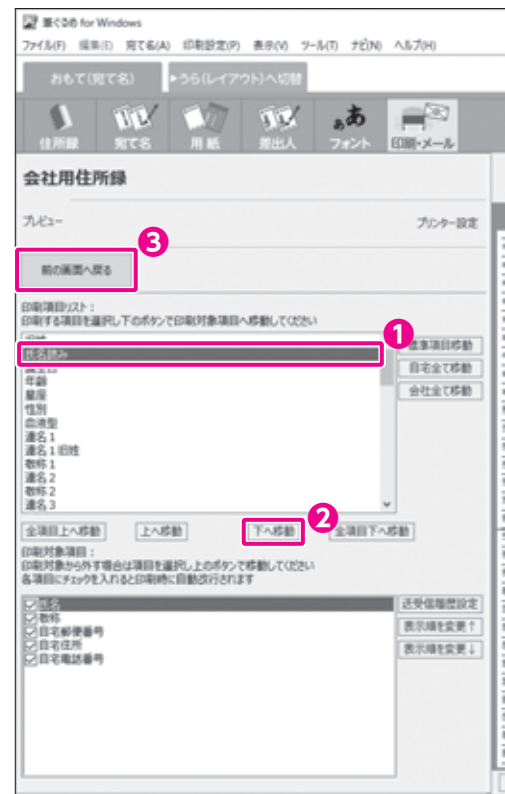 筆ぐるめ for Windows
ファイル(F) 編集(E) 宛て名(A) 印刷設定(P) 表示(V) ツール(T) ナビ(N) ヘルプ(H)
おもて(宛て名) ▶うら(レイアウト)へ切替
住所録 宛て名 用紙 差出人 フォント 印刷・メール
会社用住所録
プレビュー プリンター設定
3
前の画面へ戻る
印刷項目リスト:
印刷する項目を選択し下のボタンで印刷対象項目へ移動してください
1
氏名読み
標準項目移動
自宅全て移動
会社全て移動
年齢
星座
性別
血液型
連名1
連名1旧姓
敬称1
連名2
敬称2
連名3
2
全項目上へ移動 上へ移動 下へ移動 全項目下へ移動
印刷対象項目:
印刷対象から外す場合は項目を選択し上のボタンで移動してください
各項目にチェックを入れると印刷時に自動改行されます
氏名
敬称
自宅郵便番号
自宅住所
自宅電話番号
送受信履歴設定
表示順を変更↑
表示順を変更↓